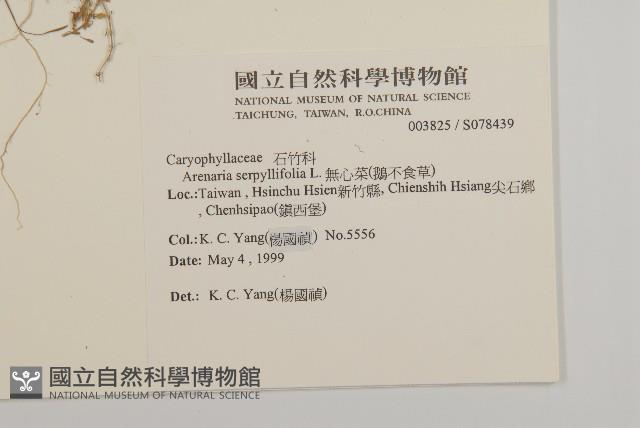 國立自然科學博物館
NATIONAL MUSEUM OF NATURAL SCIENCE
TAICHUNG, TAIWAN, R.O.CHINA
003825 / S078439
Caryophyllaceae 石竹科
Arenaria serpyllifolia L. 無心菜(鵝不食草)
Loc.:Taiwan , Hsinchu Hsien新竹縣, Chienshih Hsiang尖石鄉
, Chenhsipao(鎮西堡)
Col.:K. C. Yang(楊國禎) No.5556
Date: May 4 , 1999
Det.: K. C. Yang(楊國禎)
國立自然科學博物館
NATIONAL MUSEUM OF NATURAL SCIENCE